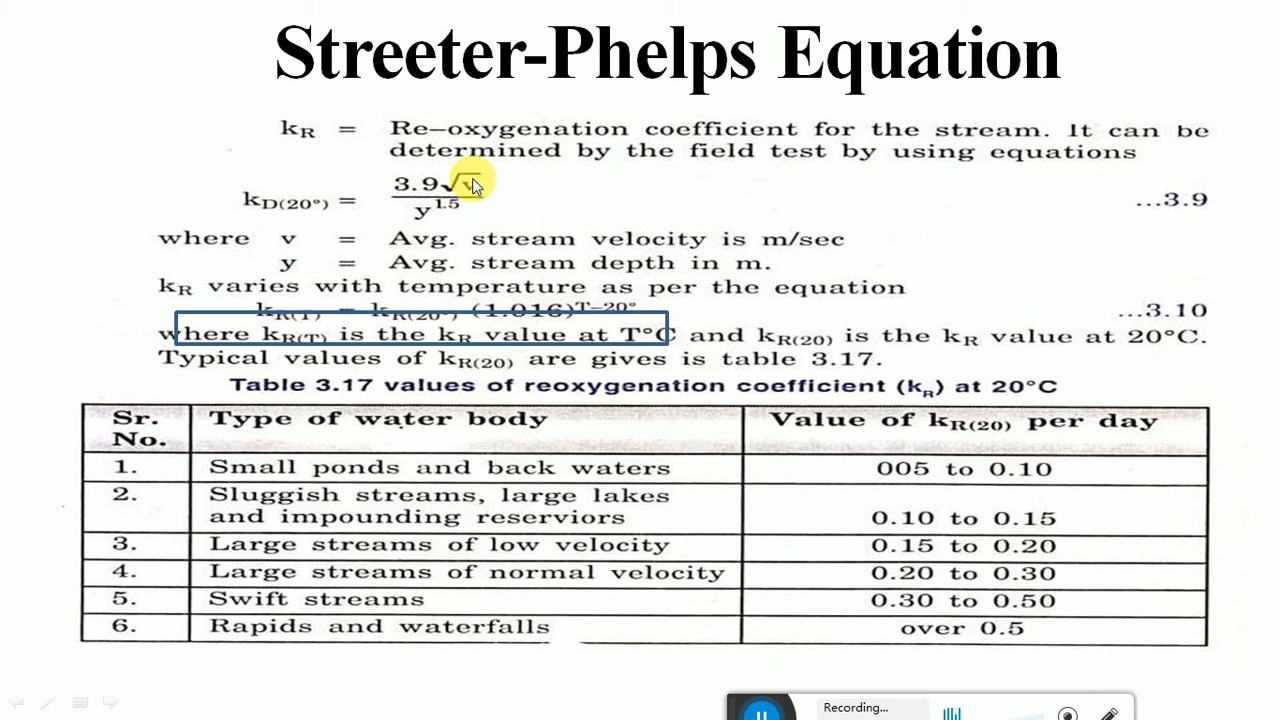 Streeter-Phelps Equation
kR = Re-oxygenation coefficient for the stream. It can be
determined by the field test by using equations
kD(20°) = 3.9√v / y^1.5 ...3.9
where v = Avg. stream velocity is m/sec
y = Avg. stream depth in m.
kR varies with temperature as per the equation
kR(T) = kR(20°) (1.016)^T–20° ...3.10
where kR(T) is the kR value at T°C and kR(20) is the kR value at 20°C.
Typical values of kR(20) are gives is table 3.17.
Table 3.17 values of reoxygenation coefficient (kR) at 20°C
Sr. No. Type of water body Value of kR(20) per day
1. Small ponds and back waters 005 to 0.10
2. Sluggish streams, large lakes
and impounding reserviors 0.10 to 0.15
3. Large streams of low velocity 0.15 to 0.20
4. Large streams of normal velocity 0.20 to 0.30
5. Swift streams 0.30 to 0.50
6. Rapids and waterfalls over 0.5
Recording...